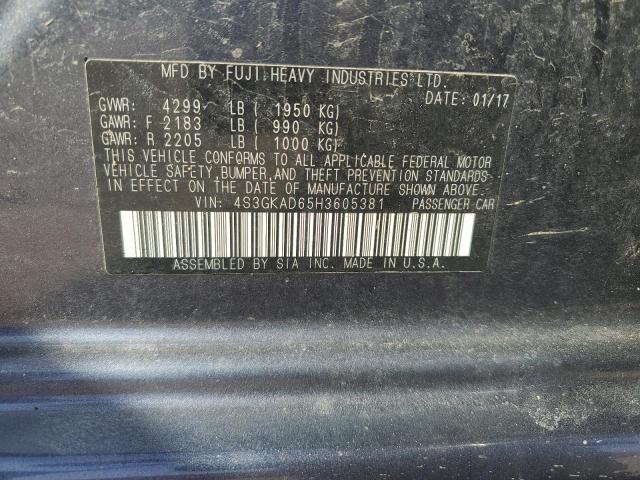 MFD BY FUJI HEAVY INDUSTRIES LTD.
DATE: 01/17
GVWR: 4299 LB ( 1950 KG)
GAWR: F 2183 LB ( 990 KG)
GAWR: R 2205 LB ( 1000 KG)
THIS VEHICLE CONFORMS TO ALL APPLICABLE FEDERAL MOTOR
VEHICLE SAFETY,BUMPER,AND THEFT PREVENTION STANDARDS
IN EFFECT ON THE DATE OF MANUFACTURE SHOWN ABOVE.
VIN: 4S3GKAD65H3605381 PASSENGER CAR
ASSEMBLED BY SIA INC. MADE IN U.S.A.